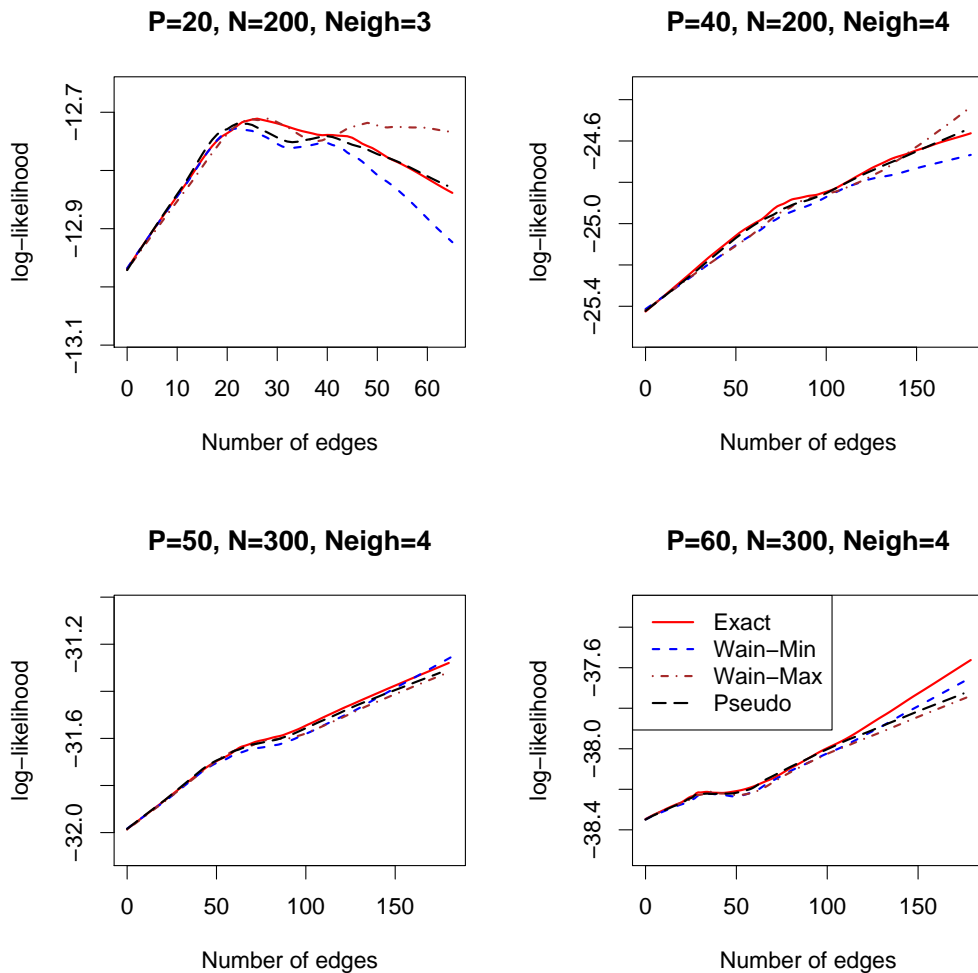 P=20, N=200, Neigh=3
log−likelihood
−12.7
−12.9
−13.1
0 10 20 30 40 50 60
Number of edges
P=40, N=200, Neigh=4
log−likelihood
−24.6
−25.0
−25.4
0 50 100 150
Number of edges
P=50, N=300, Neigh=4
log−likelihood
−31.2
−31.6
−32.0
0 50 100 150
Number of edges
P=60, N=300, Neigh=4
log−likelihood
−37.6
−38.0
−38.4
Exact
Wain−Min
Wain−Max
Pseudo
0 50 100 150
Number of edges